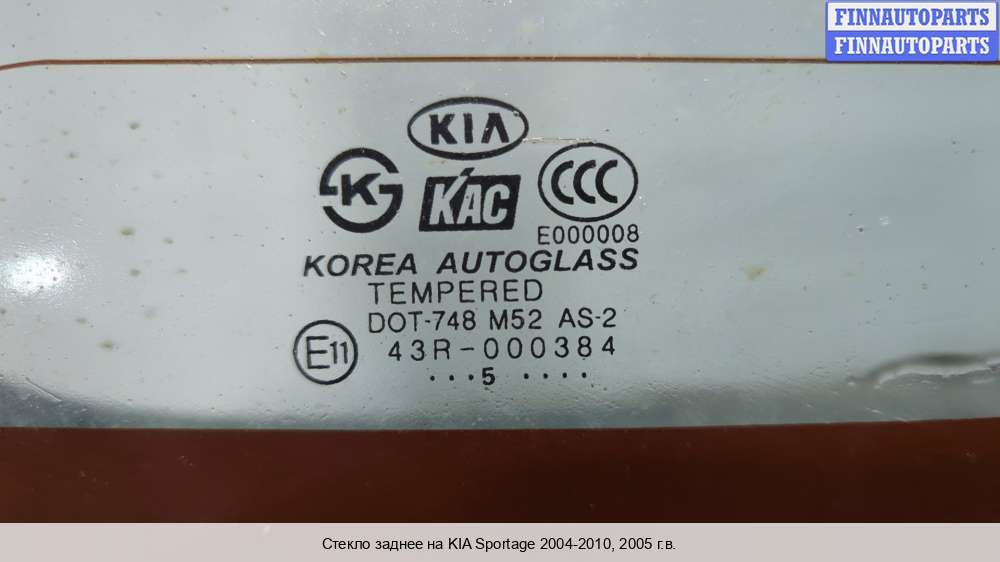 FINNAUTOPARTS
FINNAUTOPARTS
KIA
K
KAC
CCC
E000008
KOREA AUTOGLASS
TEMPERED
DOT-748 M52 AS-2
E11 43R-000384
...5 ....
Стекло заднее на KIA Sportage 2004-2010, 2005 г.в.